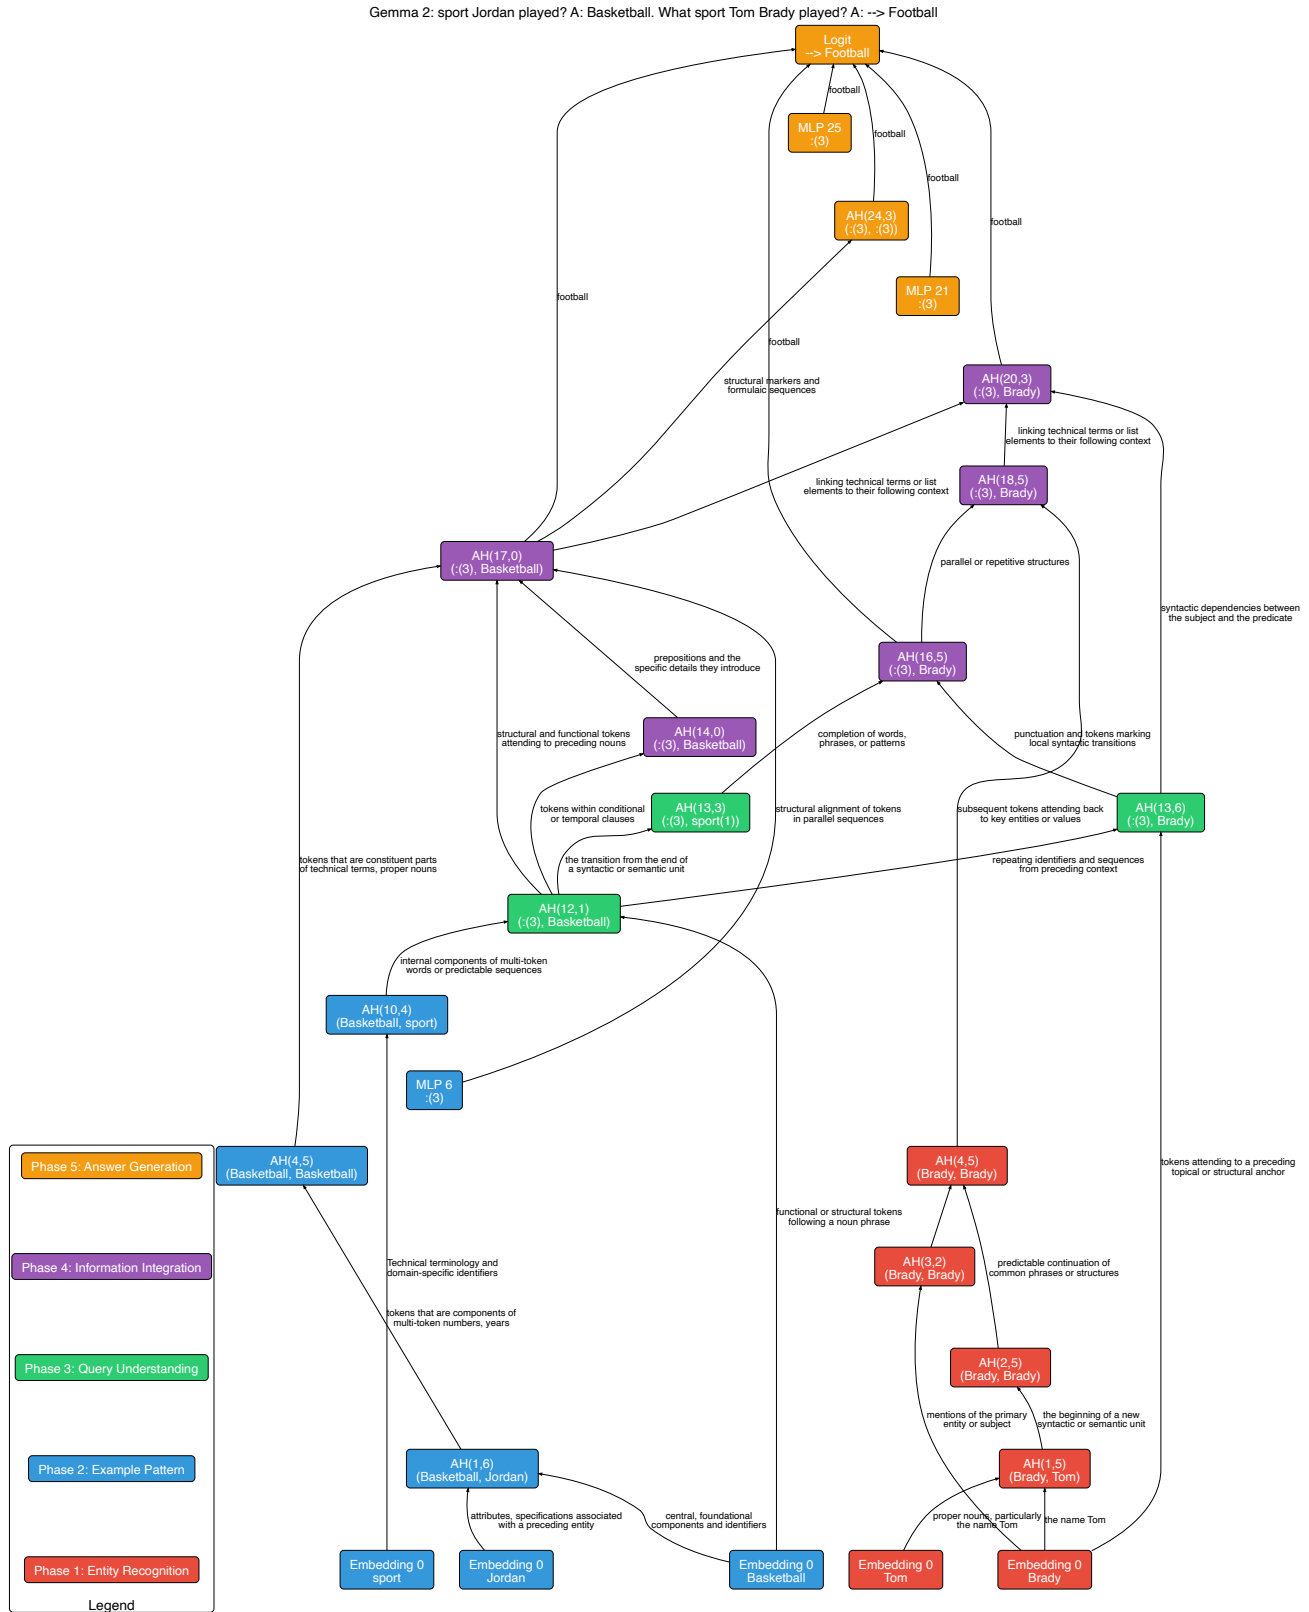 Gemma 2: sport Jordan played? A: Basketball. What sport Tom Brady played? A: --> Football
Logit
--> Football
football
MLP 25
:(3)
football
football
AH(24,3)
(:(3), :(3))
football
football
MLP 21
:(3)
football
AH(20,3)
(:(3), Brady)
structural markers and
formulaic sequences
linking technical terms or list
elements to their following context
linking technical terms or list
elements to their following context
AH(18,5)
(:(3), Brady)
AH(17,0)
(:(3), Basketball)
parallel or repetitive structures
syntactic dependencies between
the subject and the predicate
AH(16,5)
(:(3), Brady)
prepositions and the
specific details they introduce
structural and functional tokens
attending to preceding nouns
AH(14,0)
(:(3), Basketball)
completion of words,
phrases, or patterns
punctuation and tokens marking
local syntactic transitions
tokens within conditional
or temporal clauses
AH(13,3)
(:(3), sport(1))
structural alignment of tokens
in parallel sequences
subsequent tokens attending back
to key entities or values
AH(13,6)
(:(3), Brady)
tokens that are constituent parts
of technical terms, proper nouns
the transition from the end of
a syntactic or semantic unit
repeating identifiers and sequences
from preceding context
AH(12,1)
(:(3), Basketball)
internal components of multi-token
words or predictable sequences
AH(10,4)
(Basketball, sport)
MLP 6
:(3)
Phase 5: Answer Generation
AH(4,5)
(Basketball, Basketball)
AH(4,5)
(Brady, Brady)
tokens attending to a preceding
topical or structural anchor
functional or structural tokens
following a noun phrase
Phase 4: Information Integration
Technical terminology and
domain-specific identifiers
AH(3,2)
(Brady, Brady)
predictable continuation of
common phrases or structures
tokens that are components of
multi-token numbers, years
Phase 3: Query Understanding
AH(2,5)
(Brady, Brady)
mentions of the primary
entity or subject
the beginning of a new
syntactic or semantic unit
Phase 2: Example Pattern
AH(1,6)
(Basketball, Jordan)
AH(1,5)
(Brady, Tom)
attributes, specifications associated
with a preceding entity
central, foundational
components and identifiers
proper nouns, particularly
the name Tom
the name Tom
Phase 1: Entity Recognition
Embedding 0
sport
Embedding 0
Jordan
Embedding 0
Basketball
Embedding 0
Tom
Embedding 0
Brady
Legend